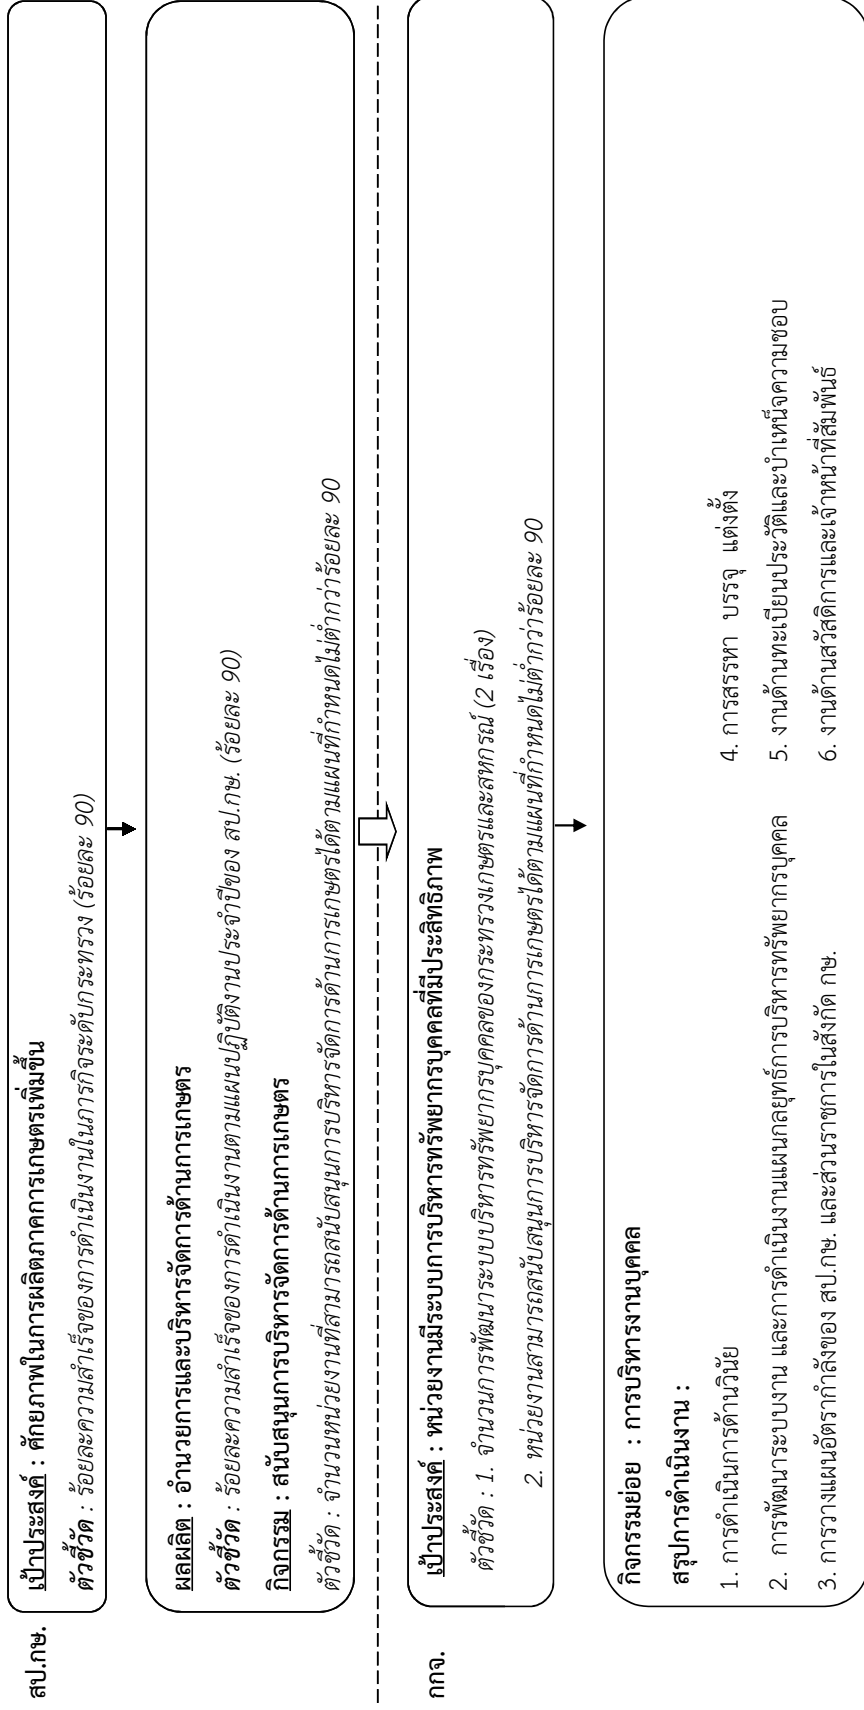 สป.กษ.
เป้าประสงค์ : ศักยภาพในการผลิตภาคการเกษตรเพิ่มขึ้น
ตัวชี้วัด : ร้อยละความสำเร็จของการดำเนินงานในภารกิจระดับกระทรวง (ร้อยละ 90)
ผลผลิต : อำนวยการและบริหารจัดการด้านการเกษตร
ตัวชี้วัด : ร้อยละความสำเร็จของการดำเนินงานตามแผนปฏิบัติงานประจำปีของ สป.กษ. (ร้อยละ 90)
กิจกรรม : สนับสนุนการบริหารจัดการด้านการเกษตร
ตัวชี้วัด : จำนวนหน่วยงานที่สามารถสนับสนุนการบริหารจัดการด้านการเกษตรได้ตามแผนที่กำหนดไม่ต่ำกว่าร้อยละ 90
กกจ.
เป้าประสงค์ : หน่วยงานมีระบบการบริหารทรัพยากรบุคคลที่มีประสิทธิภาพ
ตัวชี้วัด : 1. จำนวนการพัฒนาระบบบริหารทรัพยากรบุคคลของกระทรวงเกษตรและสหกรณ์ (2 เรื่อง)
2. หน่วยงานสามารถสนับสนุนการบริหารจัดการด้านการเกษตรได้ตามแผนที่กำหนดไม่ต่ำกว่าร้อยละ 90
กิจกรรมย่อย : การบริหารงานบุคคล
สรุปการดำเนินงาน :
1. การดำเนินการด้านวินัย
2. การพัฒนาระบบงาน และการดำเนินงานแผนกลยุทธ์การบริหารทรัพยากรบุคคล
3. การวางแผนอัตรากำลังของ สป.กษ. และส่วนราชการในสังกัด กษ.
4. การสรรหา บรรจุ แต่งตั้ง
5. งานด้านทะเบียนประวัติและบำเหน็จความชอบ
6. งานด้านสวัสดิการและเจ้าหน้าที่สัมพันธ์